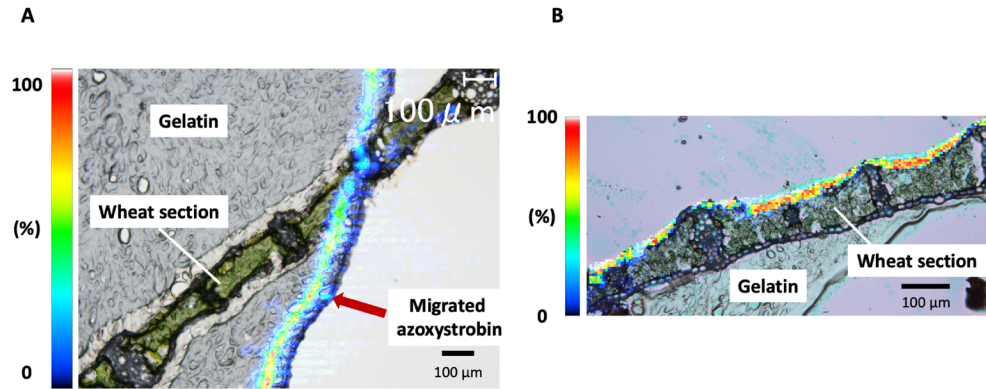 A
100
(%)
0
Gelatin
Wheat section
100 μ m
Migrated
azoxystrobin
100 µm
B
100
(%)
0
Wheat section
Gelatin
100 µm